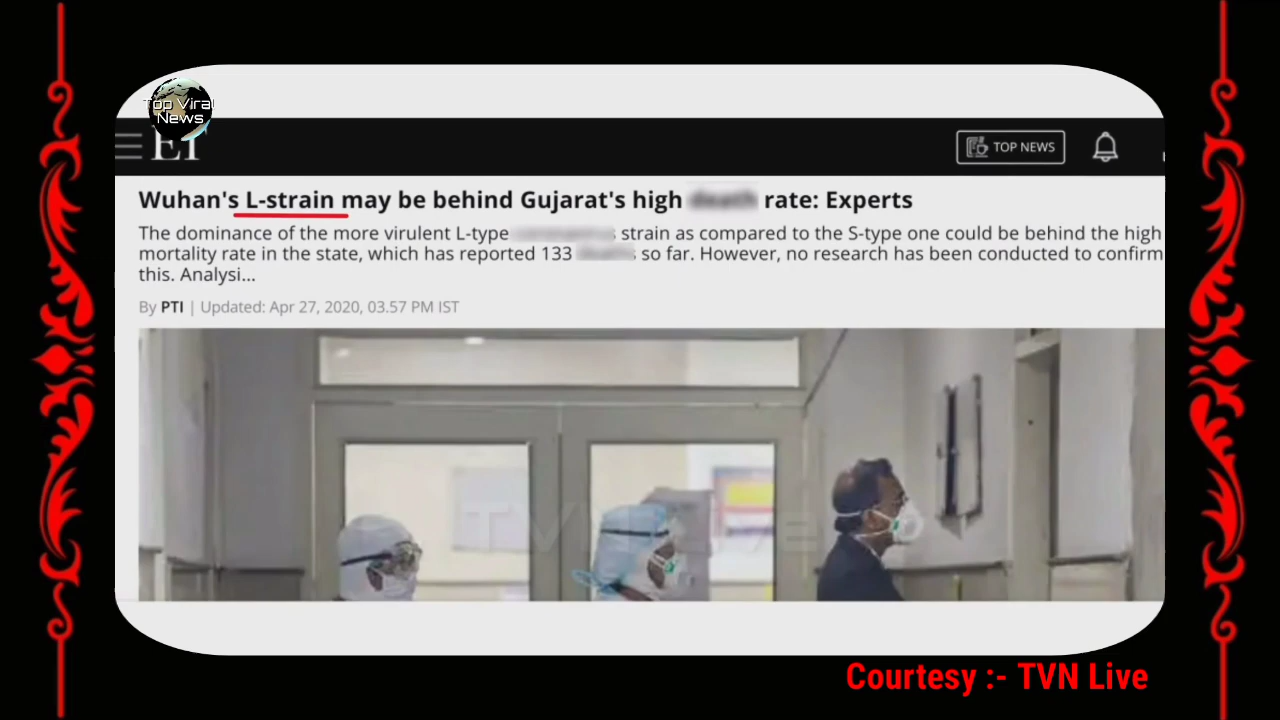 Top Viral
News
ET
TOP NEWS
Wuhan's L-strain may be behind Gujarat's high rate: Experts
The dominance of the more virulent L-type strain as compared to the S-type one could be behind the high
mortality rate in the state, which has reported 133 so far. However, no research has been conducted to confirm
this. Analysi...
By PTI | Updated: Apr 27, 2020, 03.57 PM IST
TVN Live
Courtesy :- TVN Live